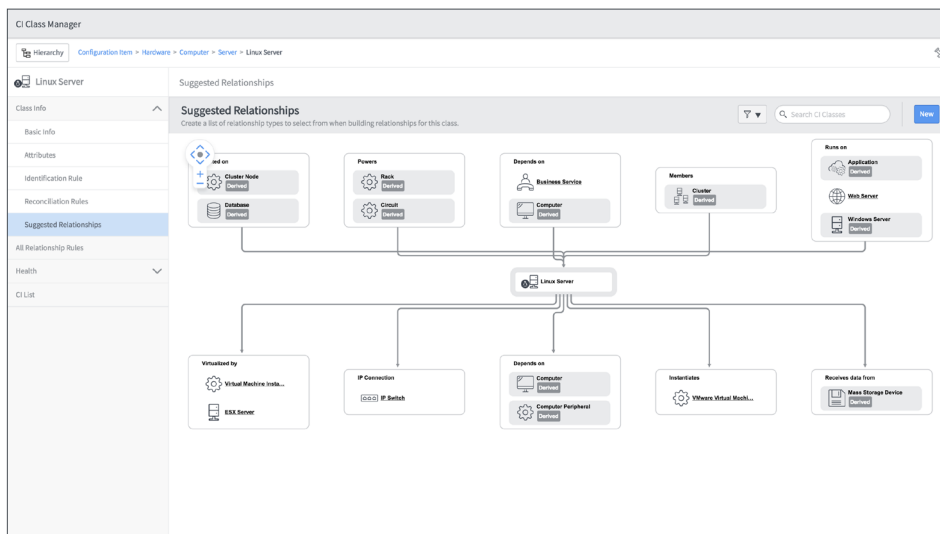 CI Class Manager
Hierarchy
Configuration Item > Hardware > Computer > Server > Linux Server
Linux Server
Suggested Relationships
Class Info
Basic Info
Attributes
Identification Rule
Reconciliation Rules
Suggested Relationships
All Relationship Rules
Health
CI List
Suggested Relationships
Create a list of relationship types to select from when building relationships for this class.
Search CI Classes
New
on
Cluster Node
Derived
Database
Derived
Powers
Rack
Derived
Circuit
Derived
Depends on
Business Service
Computer
Derived
Members
Cluster
Derived
Runs on
Application
Derived
Web Server
Windows Server
Derived
Linux Server
Virtualized by
Virtual Machine Insta...
ESX Server
IP Connection
IP Switch
Depends on
Computer
Derived
Computer Peripheral
Derived
Instantiates
VMware Virtual Machi...
Receives data from
Mass Storage Device
Derived